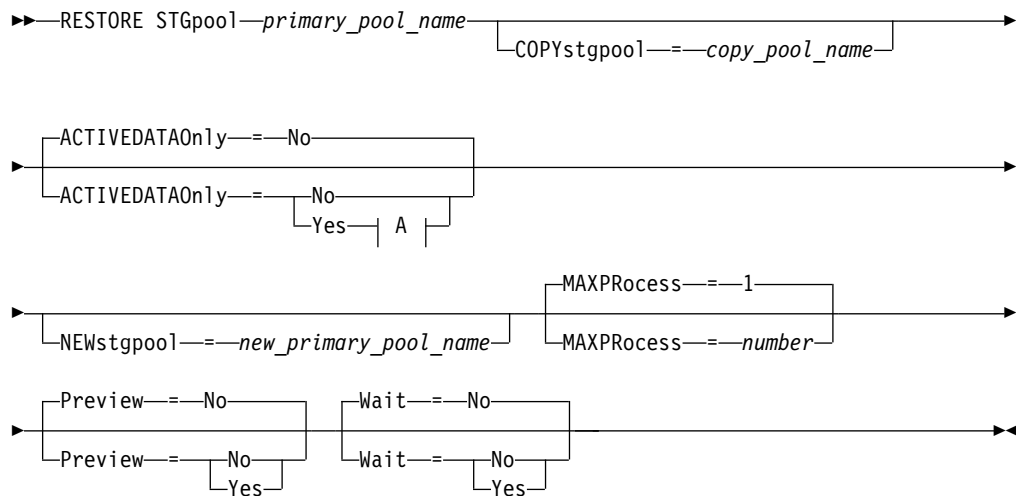 RESTORE STGpool primary_pool_name
COPYstgpool = copy_pool_name
ACTIVEDATAOnly = No
ACTIVEDATAOnly = No
Yes A
NEWstgpool = new_primary_pool_name
MAXPRocess = 1
MAXPRocess = number
Preview = No
Preview = No
Yes
Wait = No
Wait = No
Yes